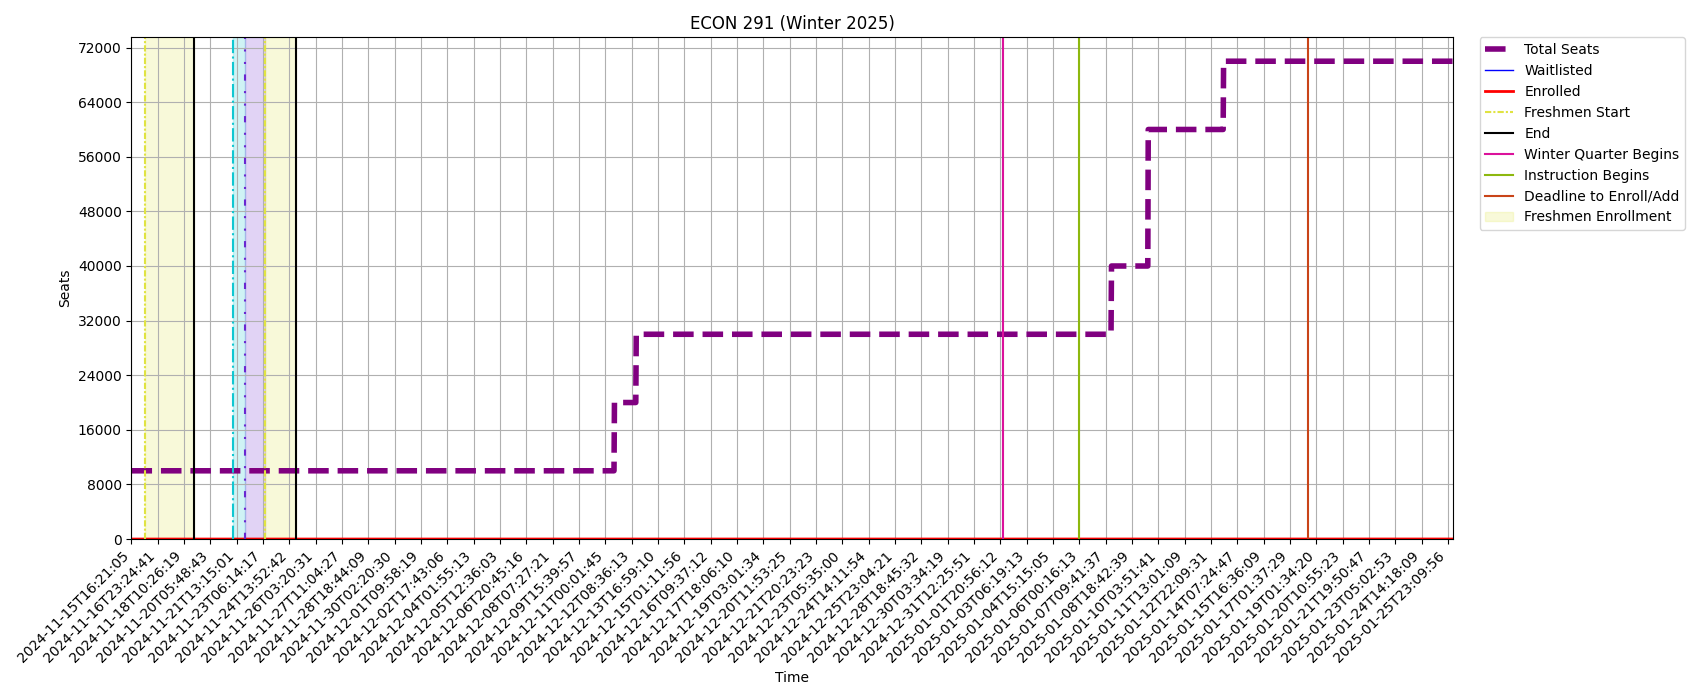 ECON 291 (Winter 2025)
Seats
72000
64000
56000
48000
40000
32000
24000
16000
8000
0
2024-11-15T16:21:05
2024-11-16T23:24:41
2024-11-18T10:26:19
2024-11-20T05:48:43
2024-11-21T13:15:01
2024-11-23T06:14:17
2024-11-24T13:52:42
2024-11-26T03:20:31
2024-11-27T11:04:27
2024-11-28T18:44:09
2024-11-30T02:20:30
2024-12-01T09:58:19
2024-12-02T17:43:06
2024-12-04T01:55:13
2024-12-05T12:36:03
2024-12-06T20:45:16
2024-12-08T07:27:21
2024-12-09T15:39:57
2024-12-11T00:01:45
2024-12-12T08:36:13
2024-12-13T16:59:10
2024-12-15T01:11:56
2024-12-16T09:37:12
2024-12-17T18:06:10
2024-12-19T03:01:34
2024-12-20T11:53:25
2024-12-21T20:23:23
2024-12-23T05:35:00
2024-12-24T14:11:54
2024-12-25T23:04:21
2024-12-28T18:45:32
2024-12-30T03:34:19
2024-12-31T12:25:51
2025-01-01T20:56:12
2025-01-03T06:19:13
2025-01-04T15:15:05
2025-01-06T00:16:13
2025-01-07T09:41:37
2025-01-08T18:42:39
2025-01-10T03:51:41
2025-01-11T13:01:09
2025-01-12T22:09:31
2025-01-14T07:24:47
2025-01-15T16:36:09
2025-01-17T01:37:29
2025-01-19T01:34:20
2025-01-20T10:55:23
2025-01-21T19:50:47
2025-01-23T05:02:53
2025-01-24T14:18:09
2025-01-25T23:09:56
Time
Total Seats
Waitlisted
Enrolled
Freshmen Start
End
Winter Quarter Begins
Instruction Begins
Deadline to Enroll/Add
Freshmen Enrollment